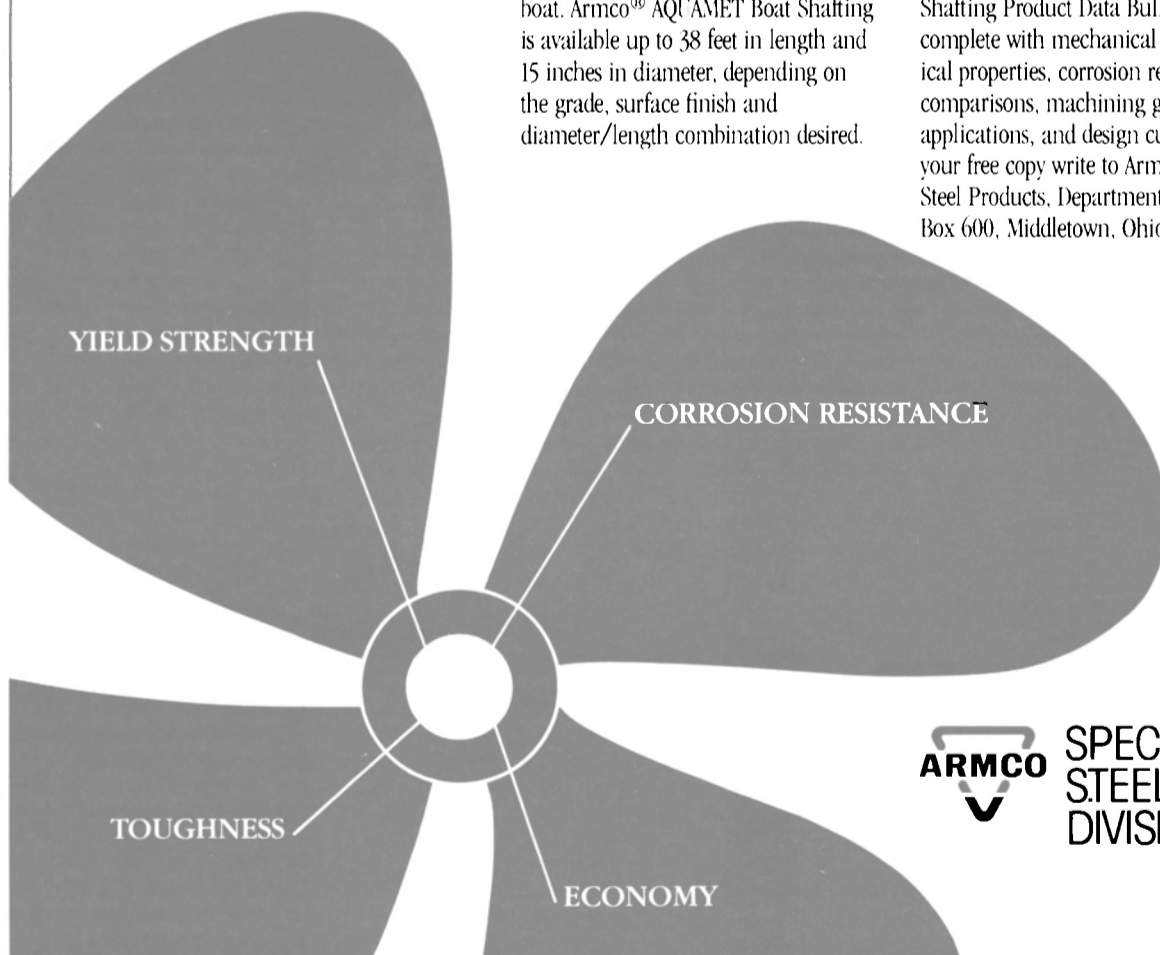 boat. Armco® AQUAMET Boat Shafting
is available up to 38 feet in length and
15 inches in diameter, depending on
the grade, surface finish and
diameter/length combination desired.
Shafting Product Data Bul
complete with mechanical
ical properties, corrosion re
comparisons, machining g
applications, and design cu
your free copy write to Arm
Steel Products, Department
Box 600, Middletown, Ohio
YIELD STRENGTH
CORROSION RESISTANCE
TOUGHNESS
ECONOMY
ARMCO
SPEC
STEEL
DIVISI